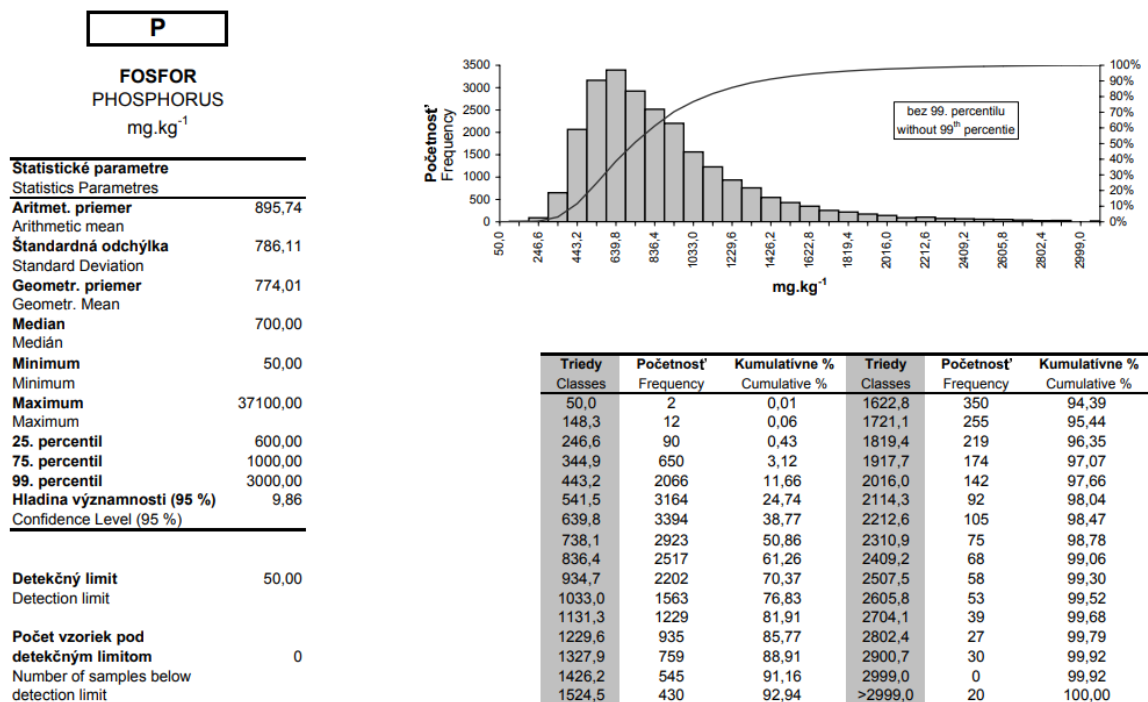 P
FOSFOR
PHOSPHORUS
mg.kg-1
Štatistické parametre
Statistics Parametres
Aritmet. priemer 895,74
Arithmetic mean
Štandardná odchýlka 786,11
Standard Deviation
Geometr. priemer 774,01
Geometr. Mean
Median 700,00
Medián
Minimum 50,00
Minimum
Maximum 37100,00
Maximum
25. percentil 600,00
75. percentil 1000,00
99. percentil 3000,00
Hladina významnosti (95 %) 9,86
Confidence Level (95 %)
Detekčný limit 50,00
Detection limit
Počet vzoriek pod
detekčným limitom 0
Number of samples below
detection limit
Početnosť
Frequency
3500
3000
2500
2000
1500
1000
500
0
100%
90%
80%
70%
60%
50%
40%
30%
20%
10%
0%
bez 99. percentilu
without 99th percentie
50,0 246,6 443,2 639,8 836,4 1033,0 1229,6 1426,2 1622,8 1819,4 2016,0 2212,6 2409,2 2605,8 2802,4 2999,0
mg.kg-1
Triedy Početnosť Kumulatívne % Triedy Početnosť Kumulatívne %
Classes Frequency Cumulative % Classes Frequency Cumulative %
50,0 2 0,01 1622,8 350 94,39
148,3 12 0,06 1721,1 255 95,44
246,6 90 0,43 1819,4 219 96,35
344,9 650 3,12 1917,7 174 97,07
443,2 2066 11,66 2016,0 142 97,66
541,5 3164 24,74 2114,3 92 98,04
639,8 3394 38,77 2212,6 105 98,47
738,1 2923 50,86 2310,9 75 98,78
836,4 2517 61,26 2409,2 68 99,06
934,7 2202 70,37 2507,5 58 99,30
1033,0 1563 76,83 2605,8 53 99,52
1131,3 1229 81,91 2704,1 39 99,68
1229,6 935 85,77 2802,4 27 99,79
1327,9 759 88,91 2900,7 30 99,92
1426,2 545 91,16 2999,0 0 99,92
1524,5 430 92,94 >2999,0 20 100,00